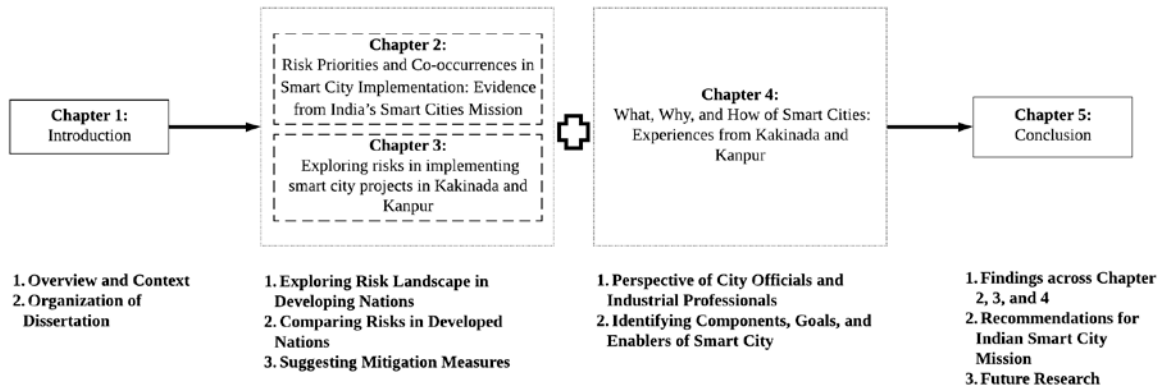 Chapter 1:
Introduction
Chapter 2:
Risk Priorities and Co-occurrences in
Smart City Implementation: Evidence
from India's Smart Cities Mission
Chapter 3:
Exploring risks in implementing
smart city projects in Kakinada and
Kanpur
Chapter 4:
What, Why, and How of Smart Cities:
Experiences from Kakinada and
Kanpur
Chapter 5:
Conclusion
1. Overview and Context
2. Organization of
Dissertation
1. Exploring Risk Landscape in
Developing Nations
2. Comparing Risks in Developed
Nations
3. Suggesting Mitigation Measures
1. Perspective of City Officials and
Industrial Professionals
2. Identifying Components, Goals, and
Enablers of Smart City
1. Findings across Chapter
2, 3, and 4
2. Recommendations for
Indian Smart City
Mission
3. Future Research